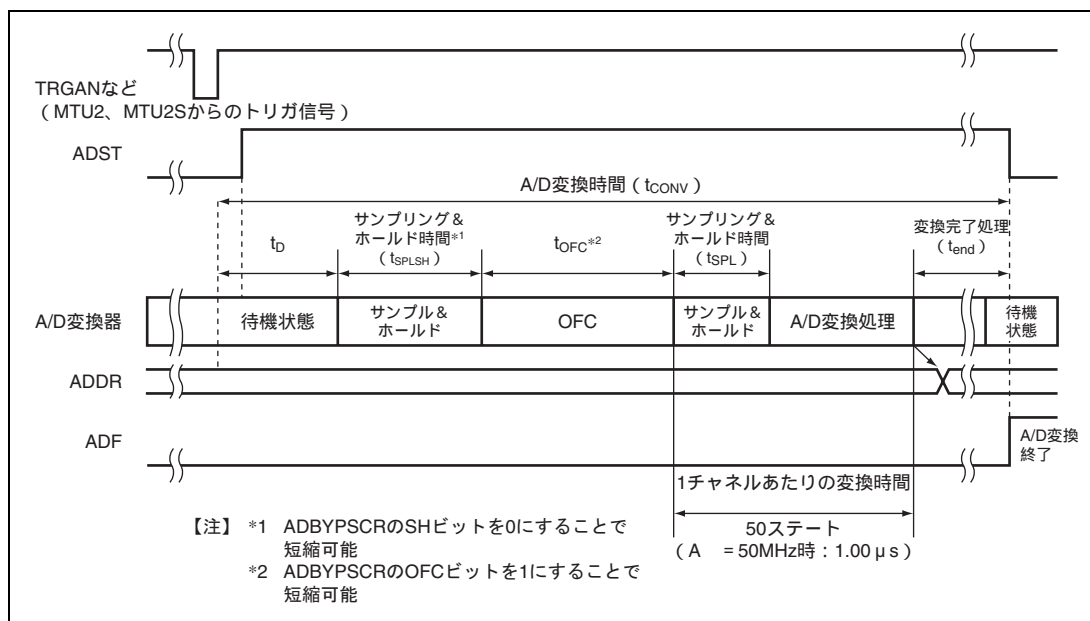 TRGANなど
（MTU2、MTU2Sからのトリガ信号）
ADST
A/D変換時間（tCONV）
tD
サンプリング＆
ホールド時間*1
（tSPLSH）
tOFC*2
サンプリング＆
ホールド時間
（tSPL）
変換完了処理
（tend）
A/D変換器
待機状態
サンプル＆
ホールド
OFC
サンプル＆
ホールド
A/D変換処理
待機
状態
ADDR
ADF
A/D変換
終了
1チャネルあたりの変換時間
50ステート
（A　=50MHz時：1.00μs）
【注】 *1 ADBYPSCRのSHビットを0にすることで
短縮可能
*2 ADBYPSCRのOFCビットを1にすることで
短縮可能